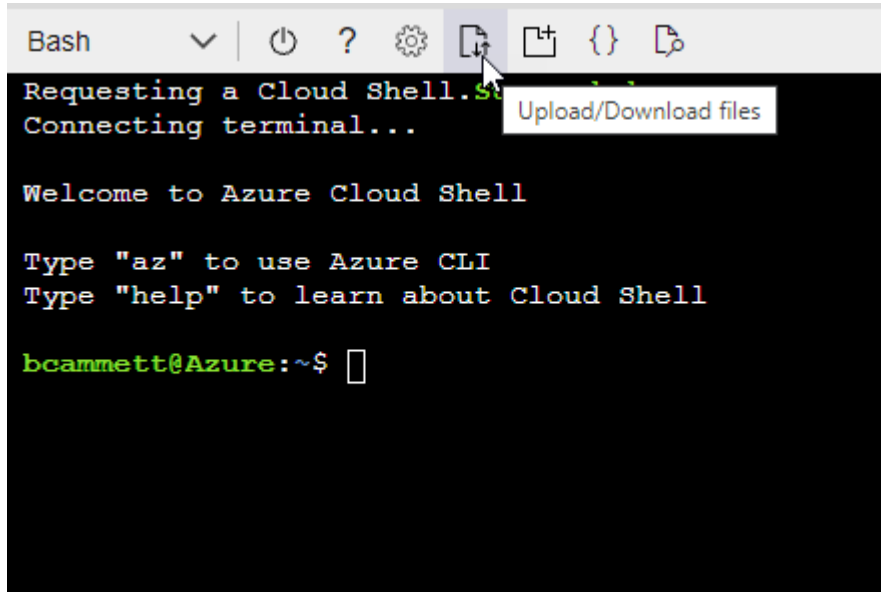 Bash ?  {}
Requesting a Cloud Shell.
Upload/Download files
Connecting terminal...
Welcome to Azure Cloud Shell
Type "az" to use Azure CLI
Type "help" to learn about Cloud Shell
bcammett@Azure:~$